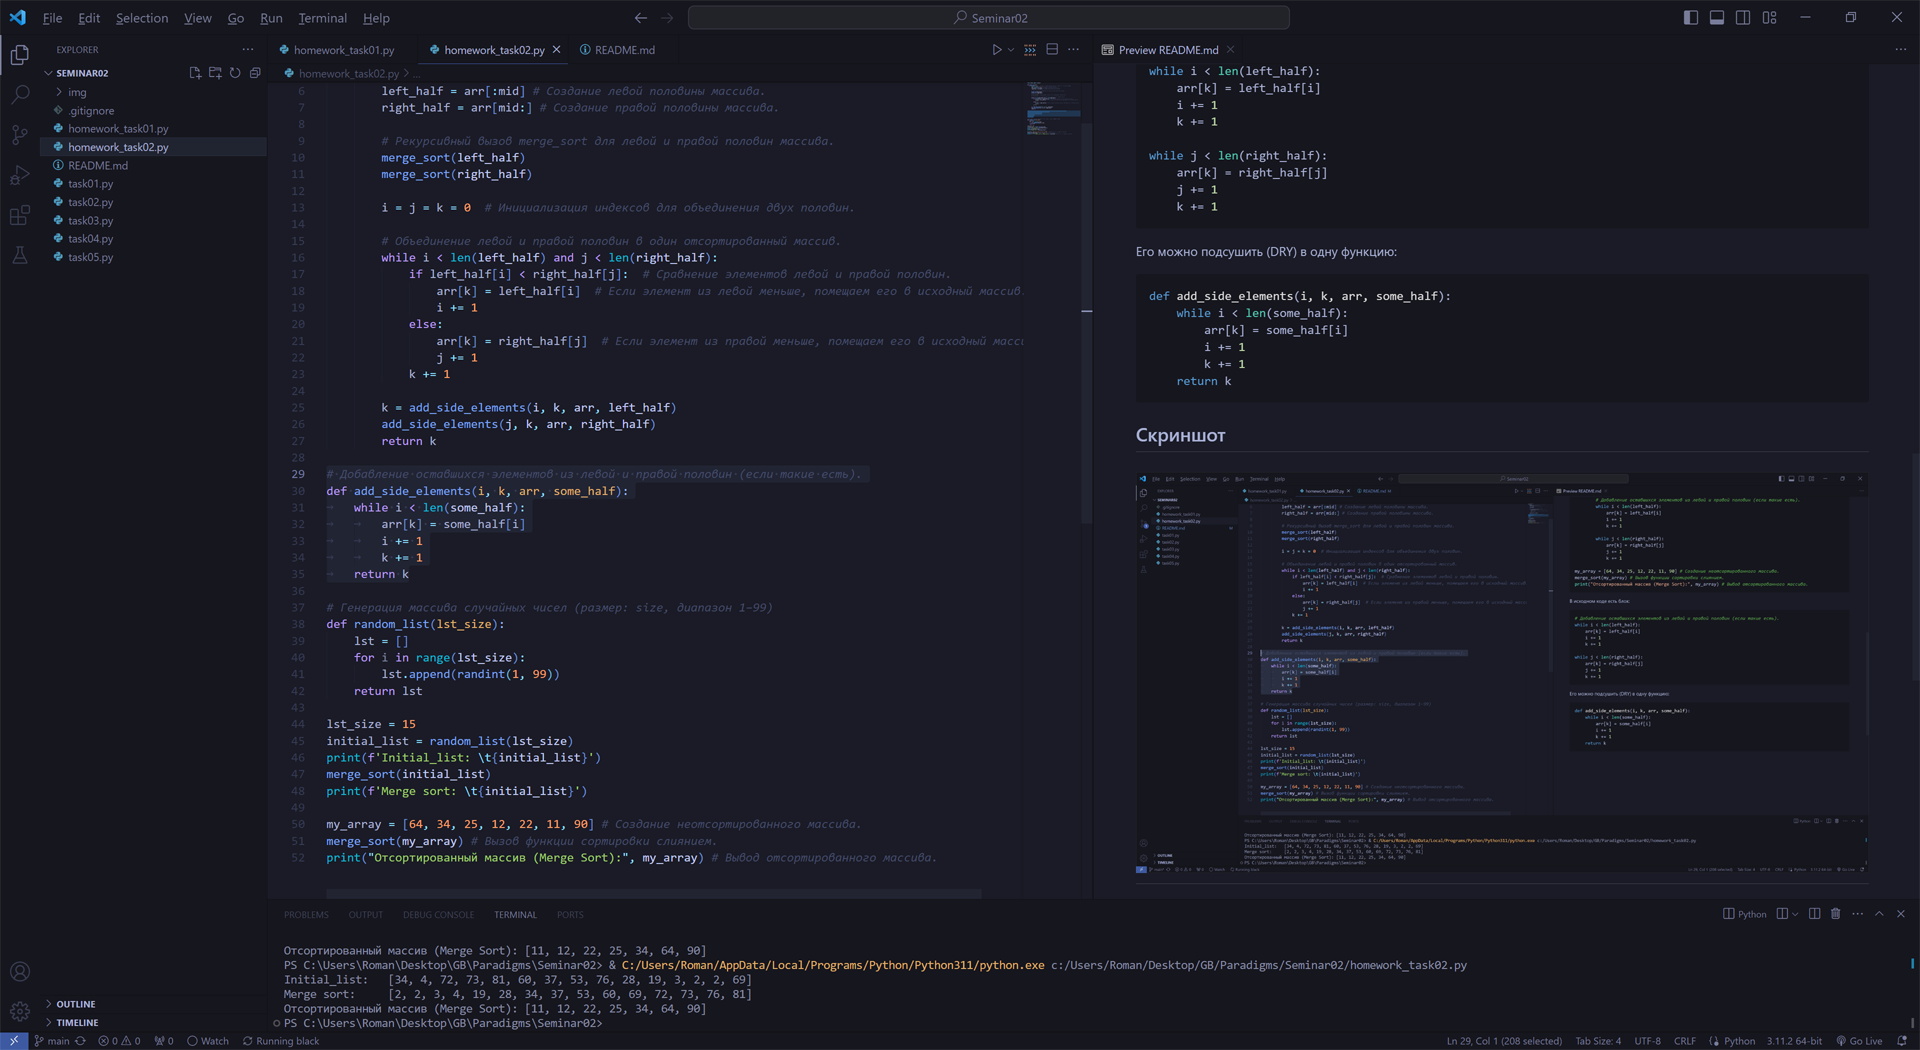 File Edit Selection View Go Run Terminal Help
Seminar02
EXPLORER
SEMINAR02
img
.gitignore
homework_task01.py
homework_task02.py
README.md
task01.py
task02.py
task03.py
task04.py
task05.py
OUTLINE
TIMELINE
homework_task01.py homework_task02.py README.md
homework_task02.py > ...
6 left_half = arr[:mid] # Создание левой половины массива.
7 right_half = arr[mid:] # Создание правой половины массива.
8
9 # Рекурсивный вызов merge_sort для левой и правой половин массива.
10 merge_sort(left_half)
11 merge_sort(right_half)
12
13 i = j = k = 0 # Инициализация индексов для объединения двух половин.
14
15 # Объединение левой и правой половин в один отсортированный массив.
16 while i < len(left_half) and j < len(right_half):
17 if left_half[i] < right_half[j]: # Сравнение элементов левой и правой половин.
18 arr[k] = left_half[i] # Если элемент из левой меньше, помещаем его в исходный массив.
19 i += 1
20 else:
21 arr[k] = right_half[j] # Если элемент из правой меньше, помещаем его в исходный масси
22 j += 1
23 k += 1
24
25 k = add_side_elements(i, k, arr, left_half)
26 add_side_elements(j, k, arr, right_half)
27 return k
28
29 # Добавление оставшихся элементов из левой и правой половин (если такие есть).
30 def add_side_elements(i, k, arr, some_half):
31 while i < len(some_half):
32 arr[k] = some_half[i]
33 i += 1
34 k += 1
35 return k
36
37 # Генерация массива случайных чисел (размер: size, диапазон 1-99)
38 def random_list(lst_size):
39 lst = []
40 for i in range(lst_size):
41 lst.append(randint(1, 99))
42 return lst
43
44 lst_size = 15
45 initial_list = random_list(lst_size)
46 print(f'Initial_list: \t{initial_list}')
47 merge_sort(initial_list)
48 print(f'Merge sort: \t{initial_list}')
49
50 my_array = [64, 34, 25, 12, 22, 11, 90] # Создание неотсортированного массива.
51 merge_sort(my_array) # Вызов функции сортировки слиянием.
52 print("Отсортированный массив (Merge Sort):", my_array) # Вывод отсортированного массива.
Preview README.md
while i < len(left_half):
arr[k] = left_half[i]
i += 1
k += 1
while j < len(right_half):
arr[k] = right_half[j]
j += 1
k += 1
Его можно подсушить (DRY) в одну функцию:
def add_side_elements(i, k, arr, some_half):
while i < len(some_half):
arr[k] = some_half[i]
i += 1
k += 1
return k
Скриншот
PROBLEMS OUTPUT DEBUG CONSOLE TERMINAL PORTS
Python
Отсортированный массив (Merge Sort): [11, 12, 22, 25, 34, 64, 90]
PS C:\Users\Roman\Desktop\GB\Paradigms\Seminar02> & C:/Users/Roman/AppData/Local/Programs/Python/Python311/python.exe c:/Users/Roman/Desktop/GB/Paradigms/Seminar02/homework_task02.py
Initial_list: [34, 4, 72, 73, 81, 60, 37, 53, 76, 28, 19, 3, 2, 2, 69]
Merge sort: [2, 2, 3, 4, 19, 28, 34, 37, 53, 60, 69, 72, 73, 76, 81]
Отсортированный массив (Merge Sort): [11, 12, 22, 25, 34, 64, 90]
PS C:\Users\Roman\Desktop\GB\Paradigms\Seminar02>
main 0 0 0 Watch Running black
Ln 29, Col 1 (208 selected) Tab Size: 4 UTF-8 CRLF Python 3.11.2 64-bit Go Live